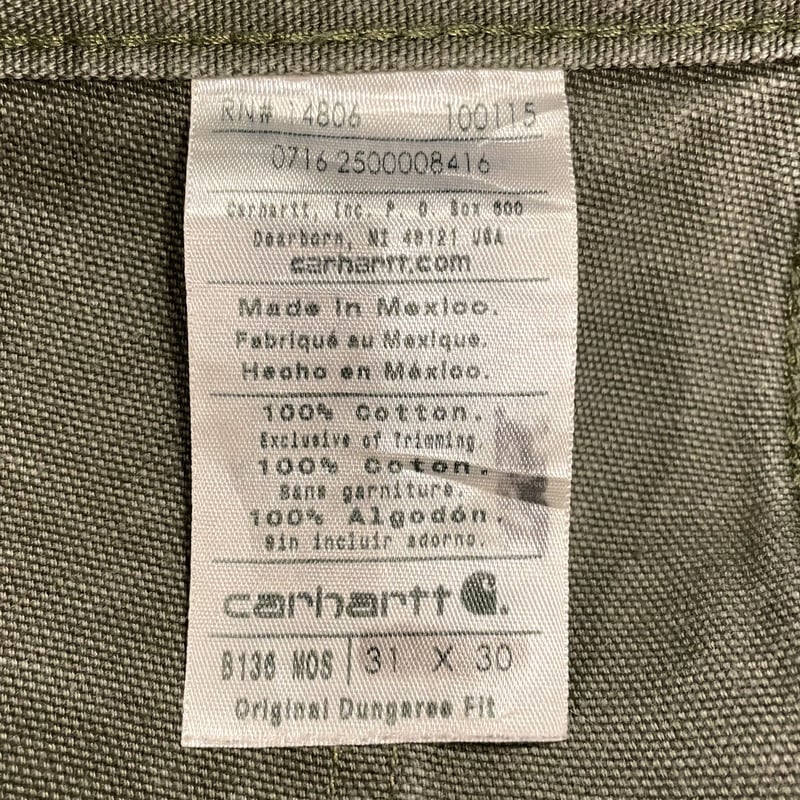 RN# 14806 100115
0716 2500008416
Carhartt, Inc. P. O. Box 600
Dearborn, MI 48121 USA
carhartt.com
Made in Mexico.
Fabriqué au Mexique.
Hecho en México.
100% Cotton.
Exclusive of Trimming.
100% Coton.
Sans garniture.
100% Algodón.
Sin incluir adorno.
carhartt
B136 MOS 31 X 30
Original Dungaree Fit